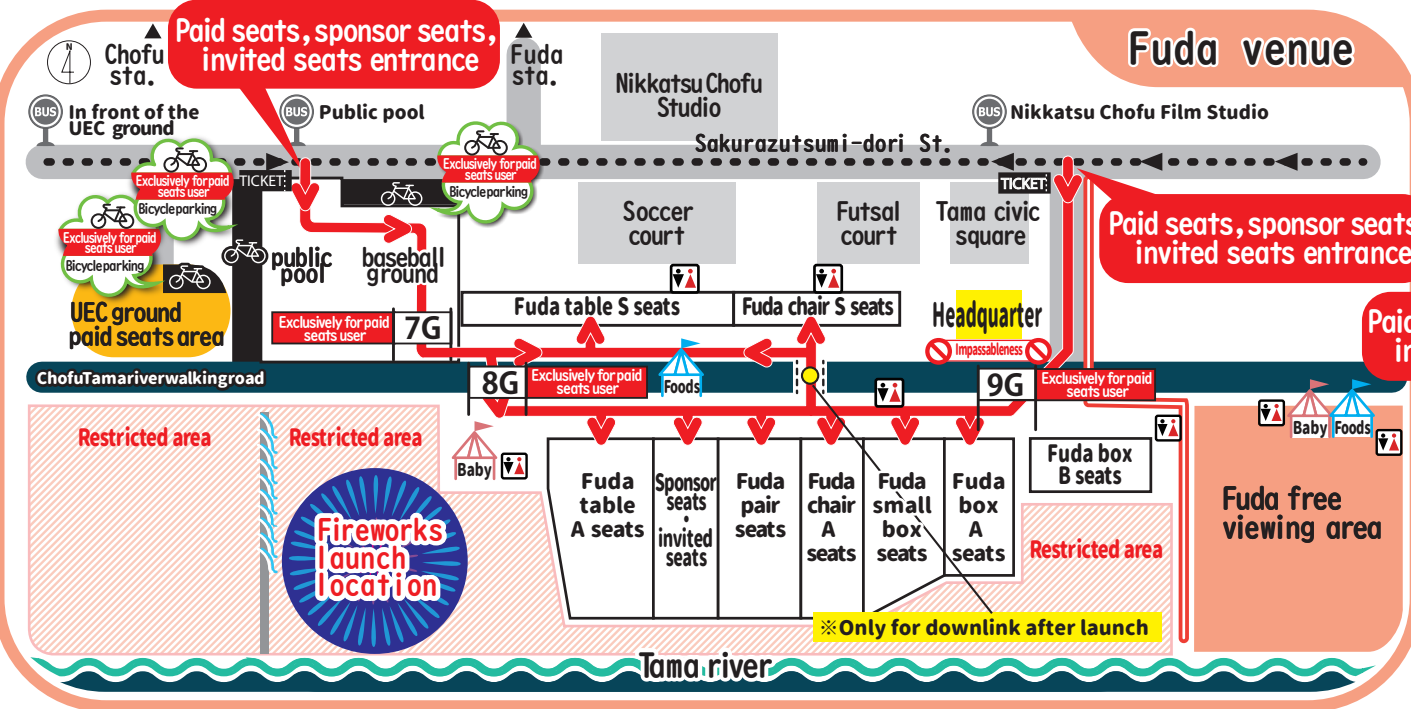 Fuda venue
N
Chofu
sta.
Paid seats, sponsor seats,
invited seats entrance
Fuda
sta.
Nikkatsu Chofu
Studio
BUS
In front of the
UEC ground
BUS
Public pool
BUS
Nikkatsu Chofu Film Studio
Sakurazutsumi-dori St.
Exclusively for paid
seats user
Bicycle parking
TICKET
Exclusively for paid
seats user
Bicycle parking
TICKET
Exclusively for paid
seats user
Bicycle parking
Soccer
court
Futsal
court
Tama civic
square
Paid seats, sponsor seats
invited seats entrance
public
pool
baseball
ground
UEC ground
paid seats area
Fuda table S seats
Fuda chair S seats
Headquarter
Impassableness
Exclusively for paid
seats user
7G
Paid
in
ChofuTamariverwalkingroad
8G
Exclusively for paid
seats user
Foods
9G
Exclusively for paid
seats user
Restricted area
Restricted area
Baby
Baby
Foods
Fuda
table
A seats
Sponsor
seats
・
invited
seats
Fuda
pair
seats
Fuda
chair
A
seats
Fuda
small
box
seats
Fuda
box
A
seats
Fuda box
B seats
Fuda free
viewing area
Fireworks
launch
location
Restricted area
※Only for downlink after launch
Tama river